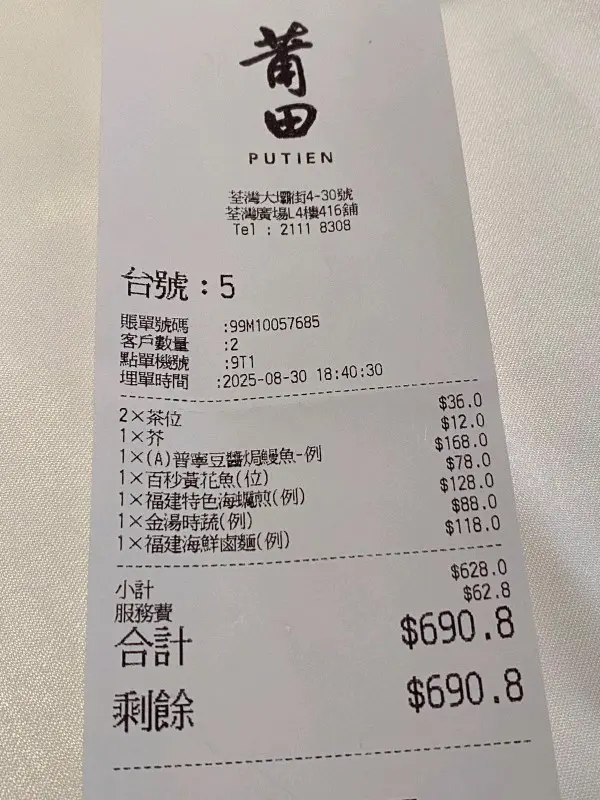 莆田
PUTIEN
荃灣大壩街4-30號
荃灣廣場L4樓416舖
Tel : 2111 8308
台號：5
賬單號碼 :99M10057685
客戶數量 :2
點單機號 :9T1
埋單時間 :2025-08-30 18:40:30
2×茶位 $36.0
1×芥 $12.0
1×(A)普寧豆醬焗鰻魚-例 $168.0
1×百秒黃花魚(位) $78.0
1×福建特色海蠣煎(例) $128.0
1×金湯時蔬(例) $88.0
1×福建海鮮鹵麵(例) $118.0
小計 $628.0
服務費 $62.8
合計 $690.8
剩餘 $690.8